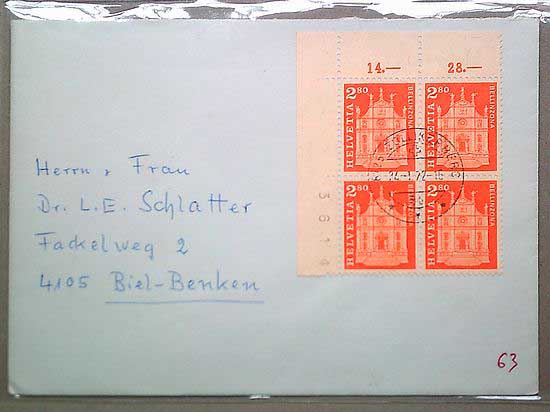 14.— 28.—
2 80 BELLINZONA HELVETIA
2 80 BELLINZONA HELVETIA
2 80 BELLINZONA HELVETIA
2 80 BELLINZONA HELVETIA
3614
Herrn & Frau
Dr. L.E. Schlatter
Fackelweg 2
4105 Biel-Benken
63